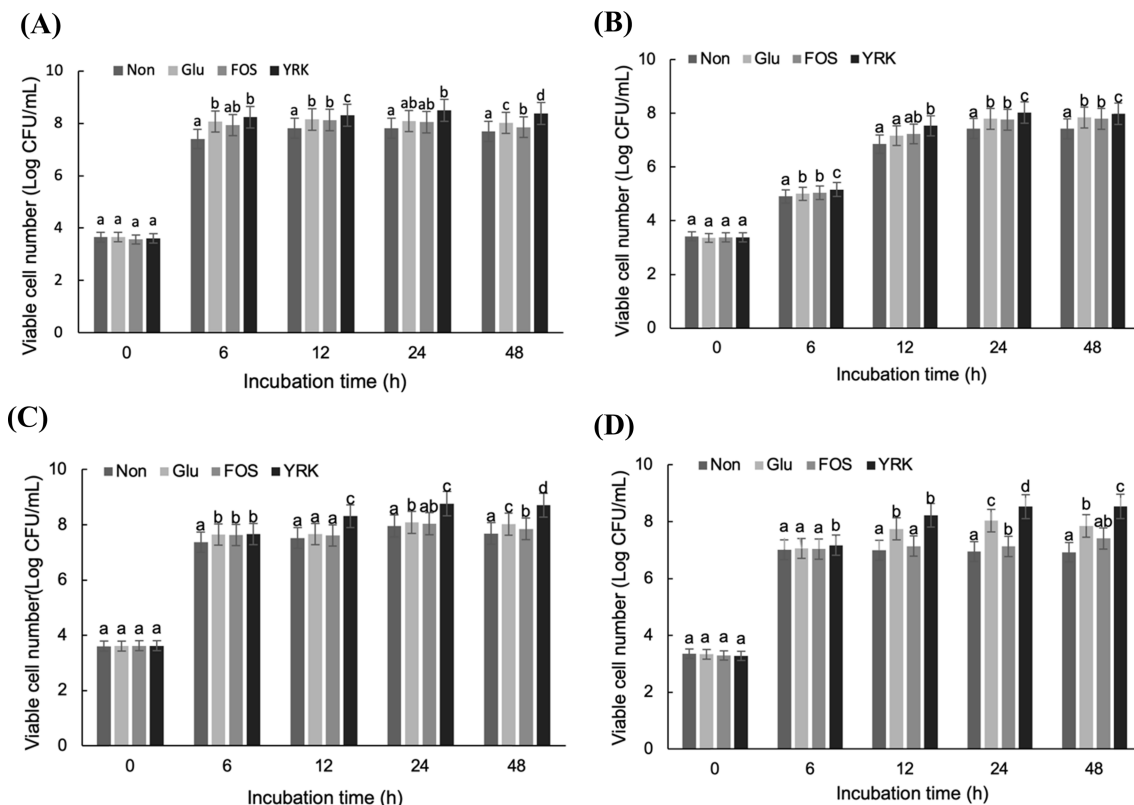 (A)
Non Glu FOS YRK
Viable cell number (Log CFU/mL)
10
8
6
4
2
0
a a a a
a b ab b
a b b c
a ab ab b
a c b d
0 6 12 24 48
Incubation time (h)
(B)
Non Glu FOS YRK
Viable cell number (Log CFU/mL)
10
8
6
4
2
0
a a a a
a b b c
a a ab b
a b b c
a b b c
0 6 12 24 48
Incubation time (h)
(C)
Non Glu FOS YRK
Viable cell number(Log CFU/mL)
10
8
6
4
2
0
a a a a
a b b b
a a a c
a b ab c
a c b d
0 6 12 24 48
Incubation time (h)
(D)
Non Glu FOS YRK
Viable cell number (Log CFU/mL)
10
8
6
4
2
0
a a a a
a a a b
a b a b
a c b d
a b ab c
0 6 12 24 48
Incubation time (h)